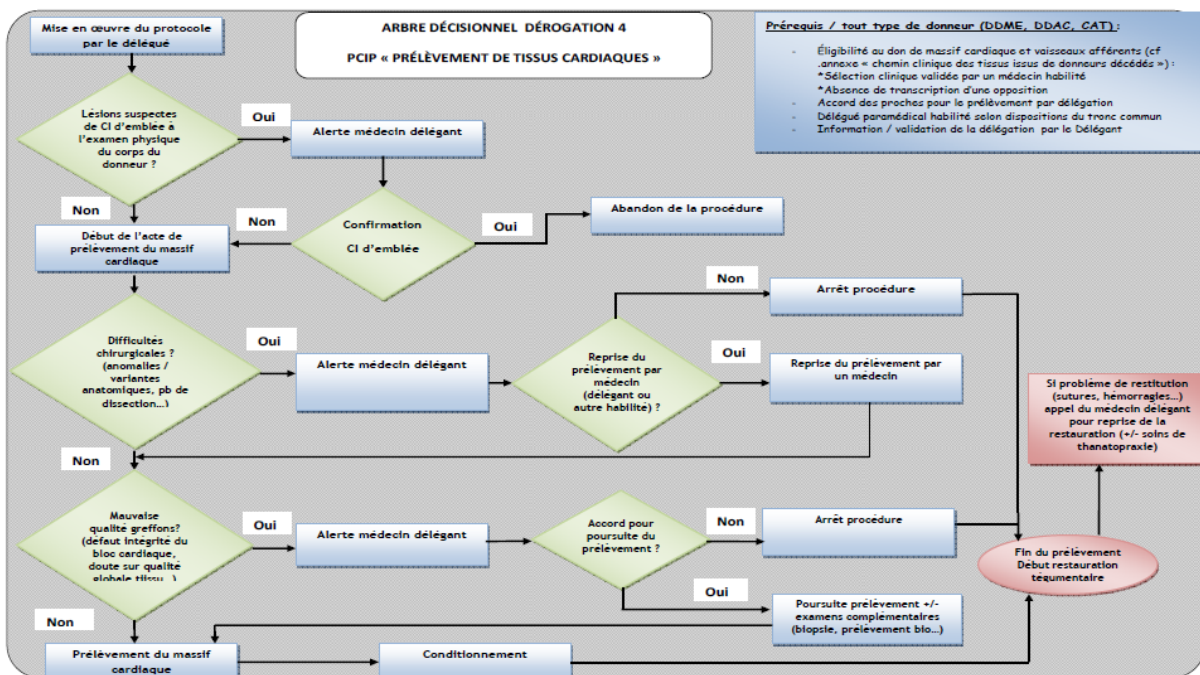 Mise en œuvre du protocole
par le délégué
ARBRE DÉCISIONNEL DÉROGATION 4
PCIP « PRÉLÈVEMENT DE TISSUS CARDIAQUES »
Prérequis / tout type de donneur (DDME, DDAC, CAT) :
- Éligibilité au don de massif cardiaque et vaisseaux afférents (cf
.annexe « chemin clinique des tissus issus de donneurs décédés ») :
*Sélection clinique validée par un médecin habilité
*Absence de transcription d'une opposition
- Accord des proches pour le prélèvement par délégation
- Délégué paramédical habilité selon dispositions du tronc commun
- Information / validation de la délégation par le Délégant
Lésions suspectes
de CI d'emblée à
l'examen physique
du corps du
donneur ?
Oui
Alerte médecin délégant
Non
Non
Confirmation
CI d'emblée
Oui
Abandon de la procédure
Début de l'acte de
prélèvement du massif
cardiaque
Difficultés
chirurgicales ?
(anomalies /
variantes
anatomiques, pb de
dissection…)
Oui
Alerte médecin délégant
Reprise du
prélèvement par
médecin
(délégant ou
autre habilité) ?
Non
Arrêt procédure
Oui
Reprise du prélèvement par
un médecin
Si problème de restitution
(sutures, hémorragies…)
appel du médecin délégant
pour reprise de la
restauration (+/- soins de
thanatopraxie)
Non
Mauvaise
qualité greffons?
(défaut intégrité du
bloc cardiaque,
doute sur qualité
globale tissu…)
Oui
Alerte médecin délégant
Accord pour
poursuite du
prélèvement ?
Non
Arrêt procédure
Fin du prélèvement
Début restauration
tégumentaire
Oui
Poursuite prélèvement +/-
examens complémentaires
(biopsie, prélèvement bio…)
Non
Prélèvement du massif
cardiaque
Conditionnement